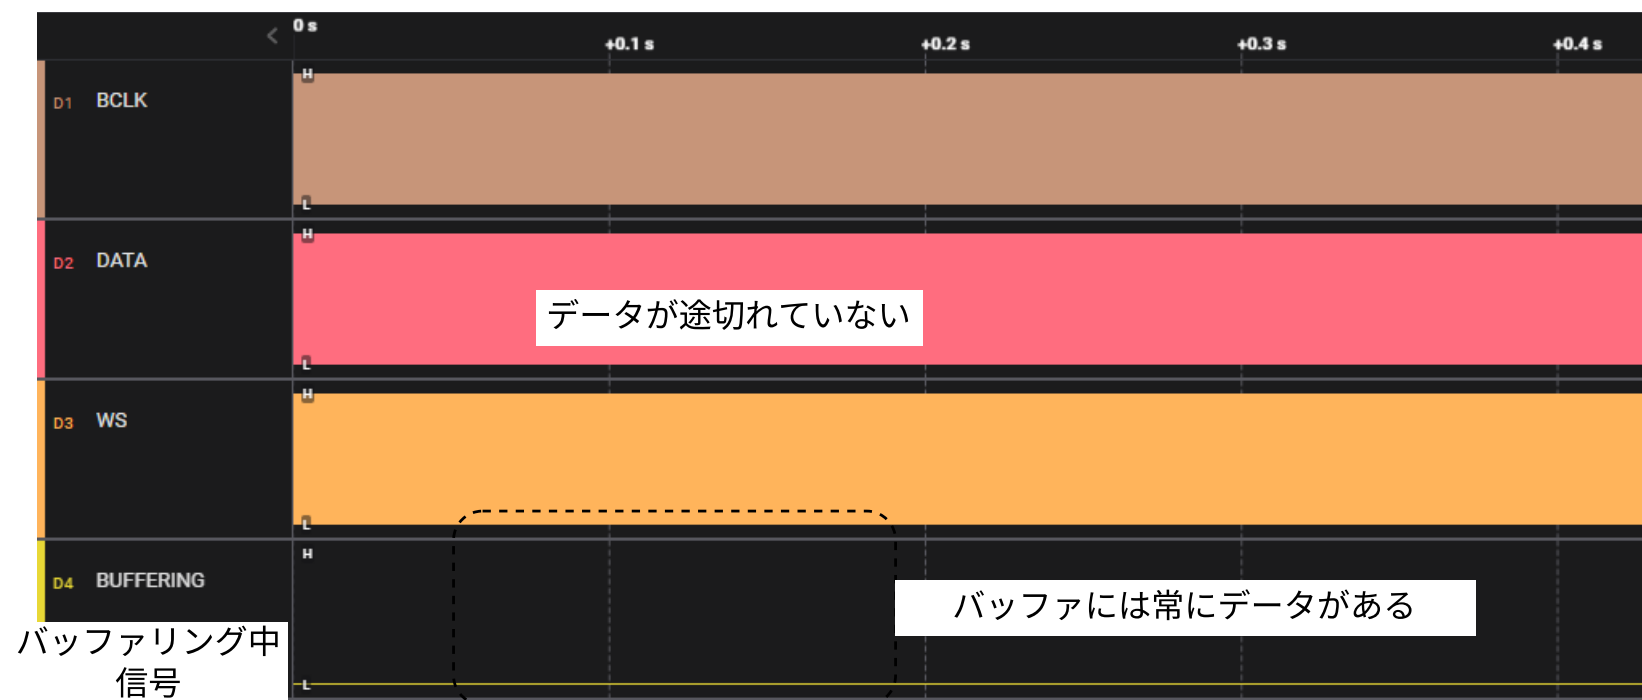 0 s
+0.1 s
+0.2 s
+0.3 s
+0.4 s
D1 BCLK
H
L
D2 DATA
H
データが途切れていない
L
D3 WS
H
L
D4 BUFFERING
H
バッファには常にデータがある
バッファリング中
信号
L